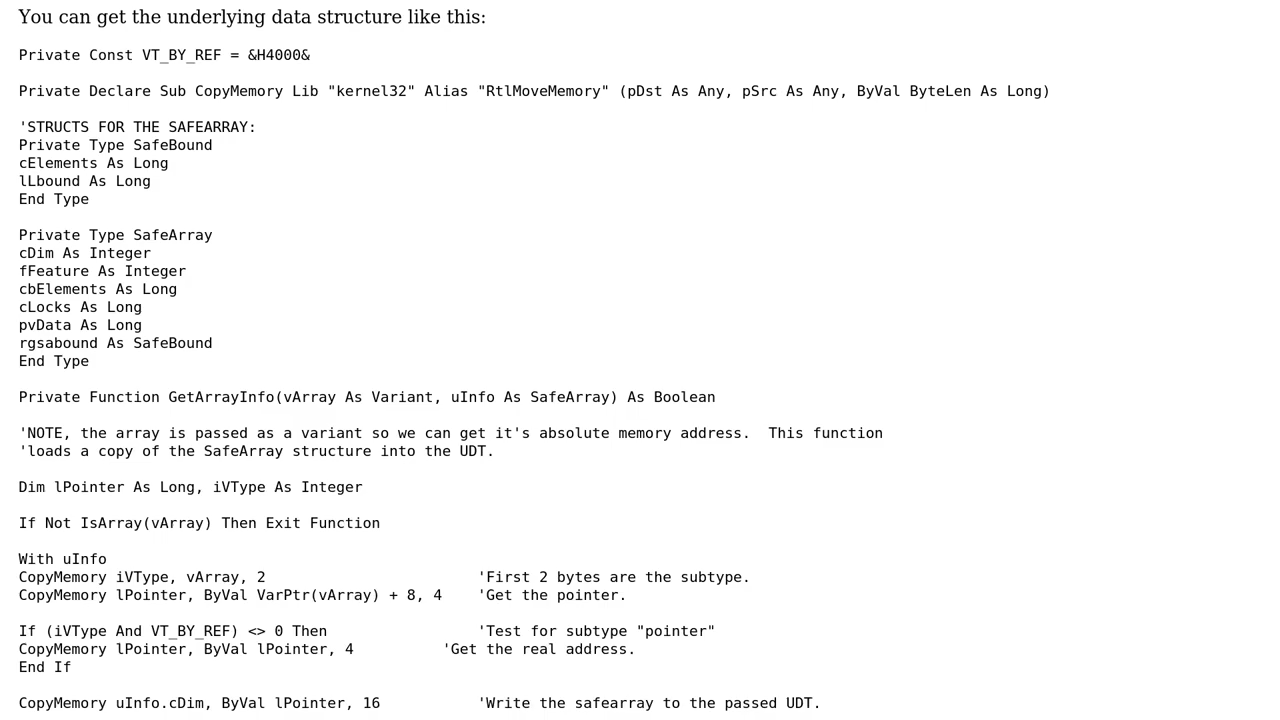 You can get the underlying data structure like this:
Private Const VT_BY_REF = &H4000&
Private Declare Sub CopyMemory Lib "kernel32" Alias "RtlMoveMemory" (pDst As Any, pSrc As Any, ByVal ByteLen As Long)
'STRUCTS FOR THE SAFEARRAY:
Private Type SafeBound
cElements As Long
lLbound As Long
End Type
Private Type SafeArray
cDim As Integer
fFeature As Integer
cbElements As Long
cLocks As Long
pvData As Long
rgsabound As SafeBound
End Type
Private Function GetArrayInfo(vArray As Variant, uInfo As SafeArray) As Boolean
'NOTE, the array is passed as a variant so we can get it's absolute memory address.  This function
'loads a copy of the SafeArray structure into the UDT.
Dim lPointer As Long, iVType As Integer
If Not IsArray(vArray) Then Exit Function
With uInfo
CopyMemory iVType, vArray, 2                        'First 2 bytes are the subtype.
CopyMemory lPointer, ByVal VarPtr(vArray) + 8, 4    'Get the pointer.
If (iVType And VT_BY_REF) <> 0 Then                 'Test for subtype "pointer"
CopyMemory lPointer, ByVal lPointer, 4          'Get the real address.
End If
CopyMemory uInfo.cDim, ByVal lPointer, 16           'Write the safearray to the passed UDT.